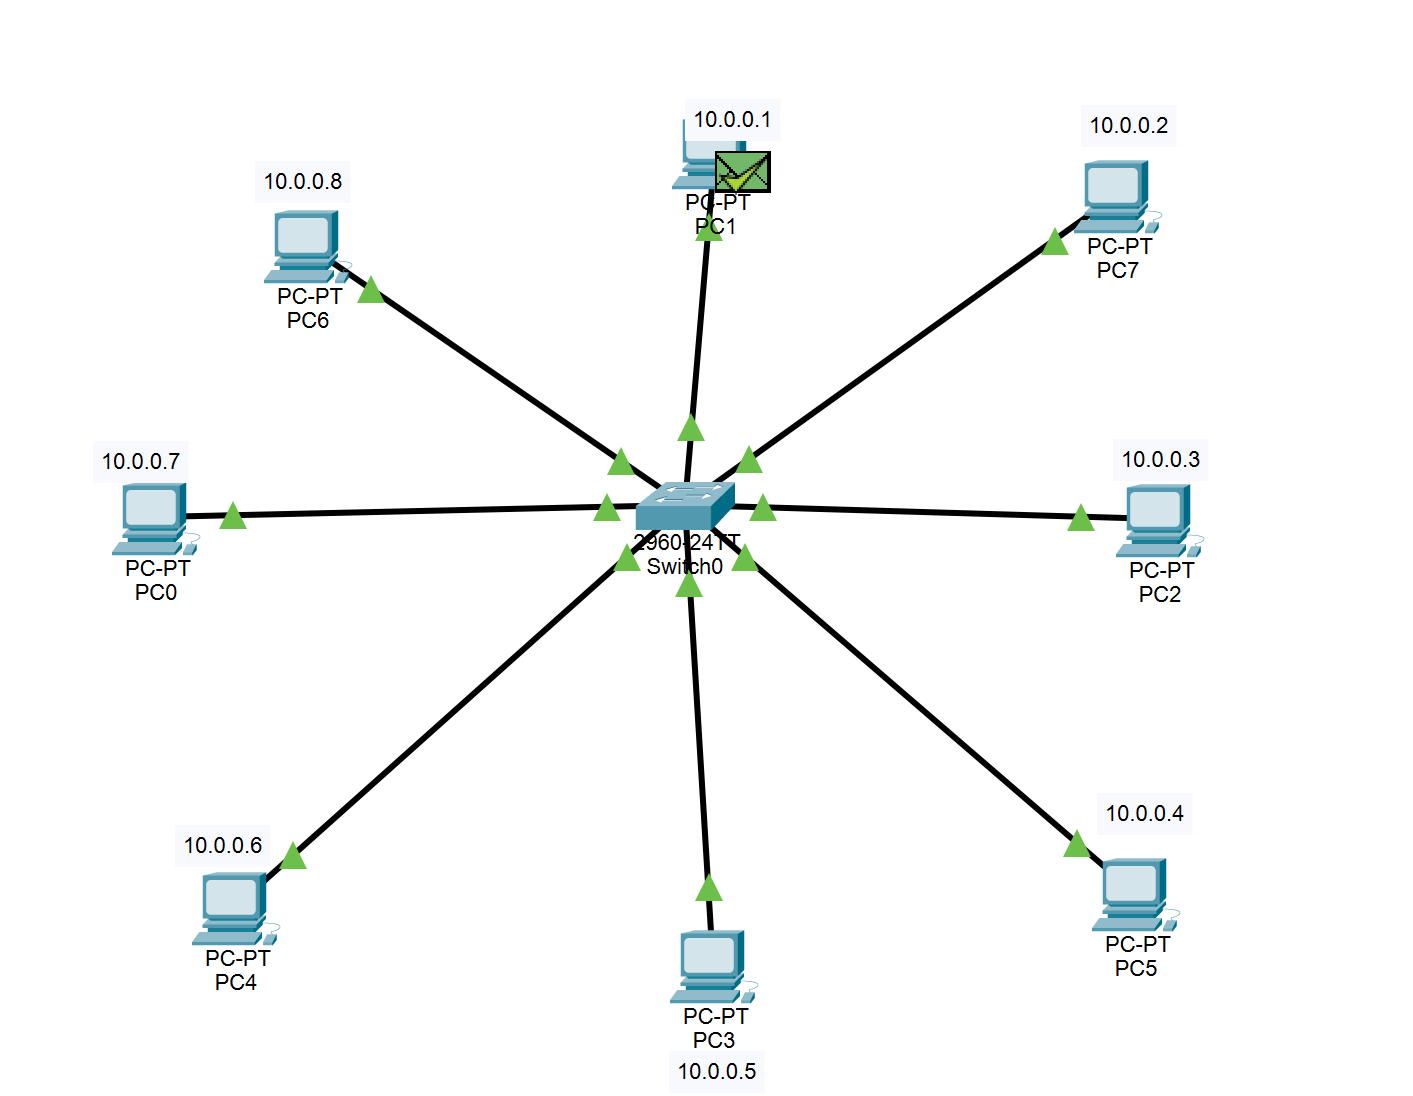 10.0.0.1
PC-PT
PC1
10.0.0.2
PC-PT
PC7
10.0.0.8
PC-PT
PC6
10.0.0.7
PC-PT
PC0
2960-24TT
Switch0
10.0.0.3
PC-PT
PC2
10.0.0.6
PC-PT
PC4
10.0.0.4
PC-PT
PC5
PC-PT
PC3
10.0.0.5